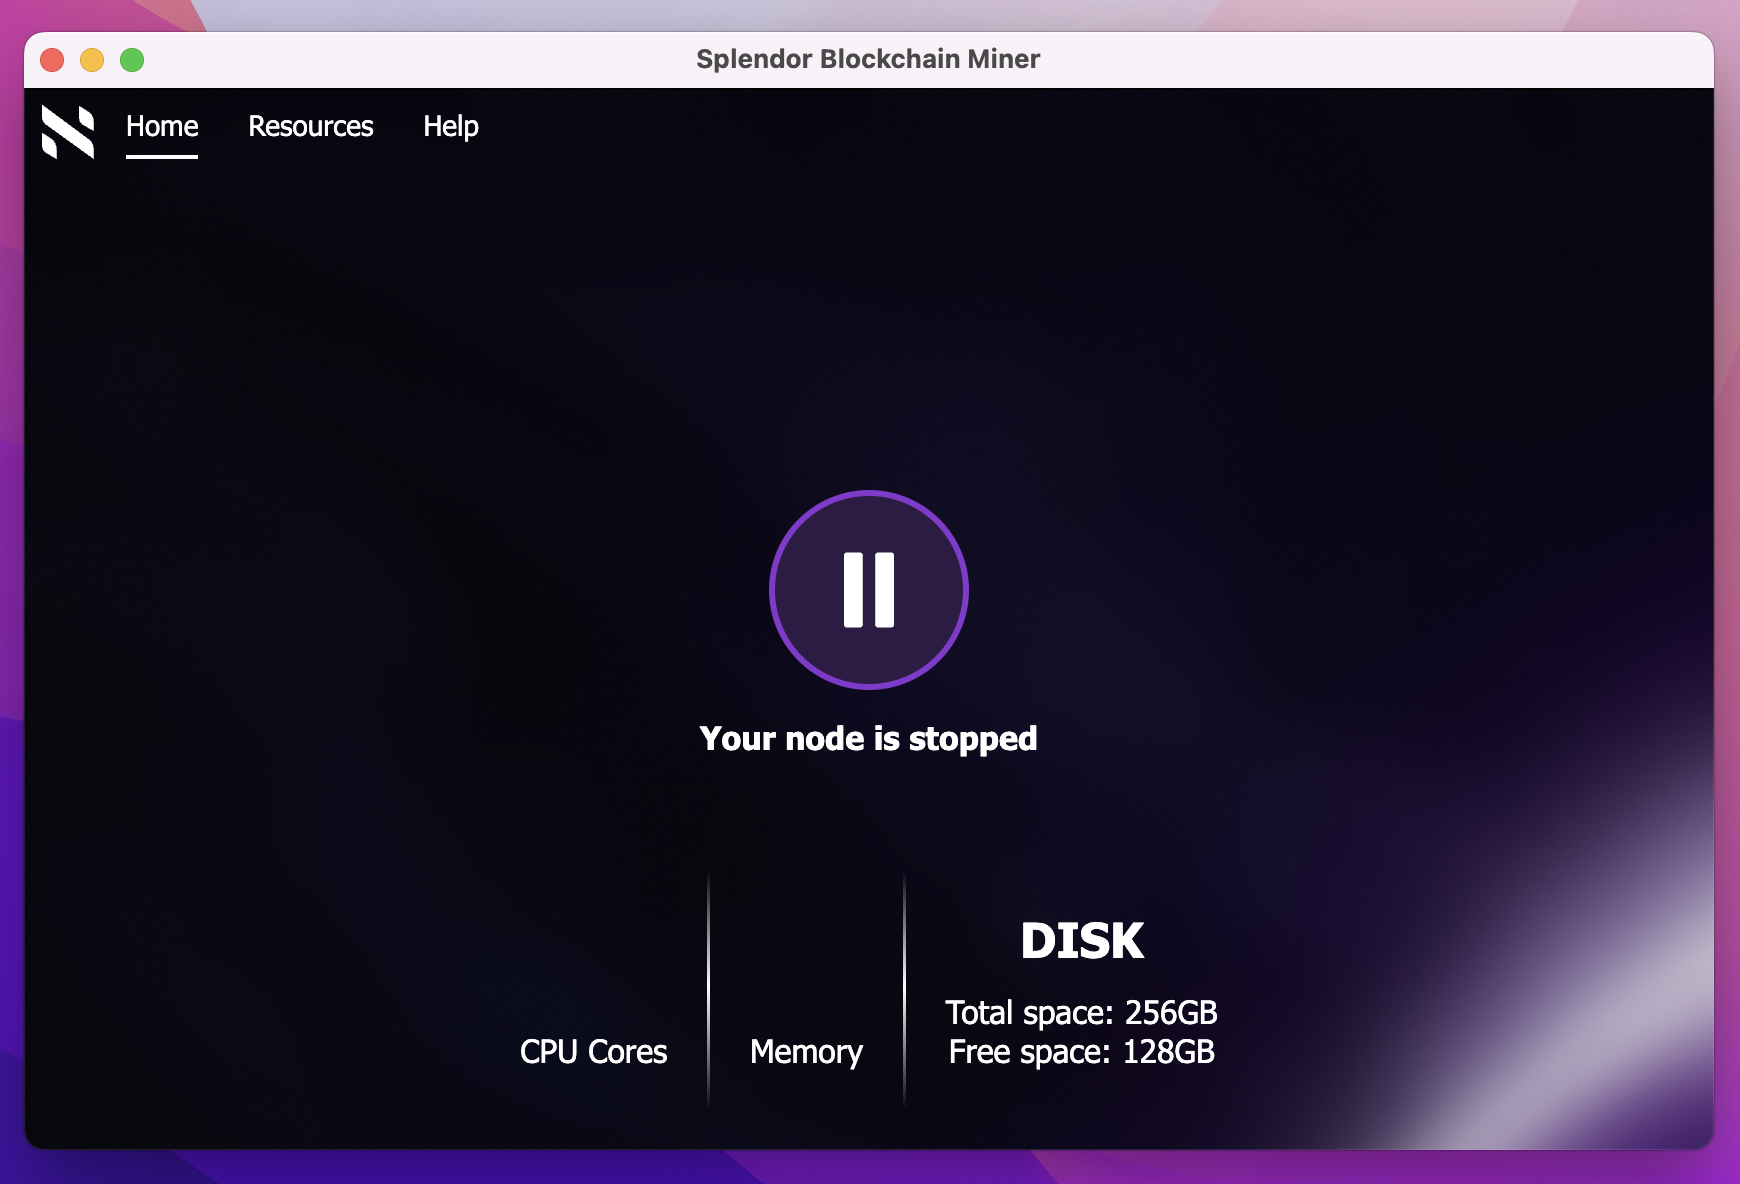 Splendor Blockchain Miner
Home
Resources
Help
Your node is stopped
CPU Cores
Memory
DISK
Total space: 256GB
Free space: 128GB